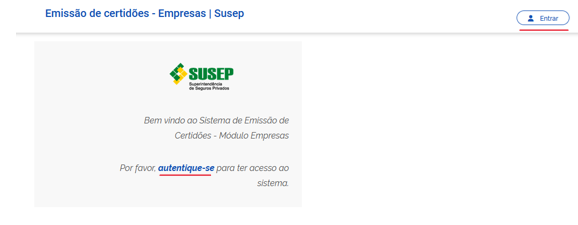 Emissão de certidões - Empresas | Susep
Entrar
SUSEP
Superintendência
de Seguros Privados
Bem vindo ao Sistema de Emissão de
Certidões - Módulo Empresas
Por favor, autentique-se para ter acesso ao
sistema.